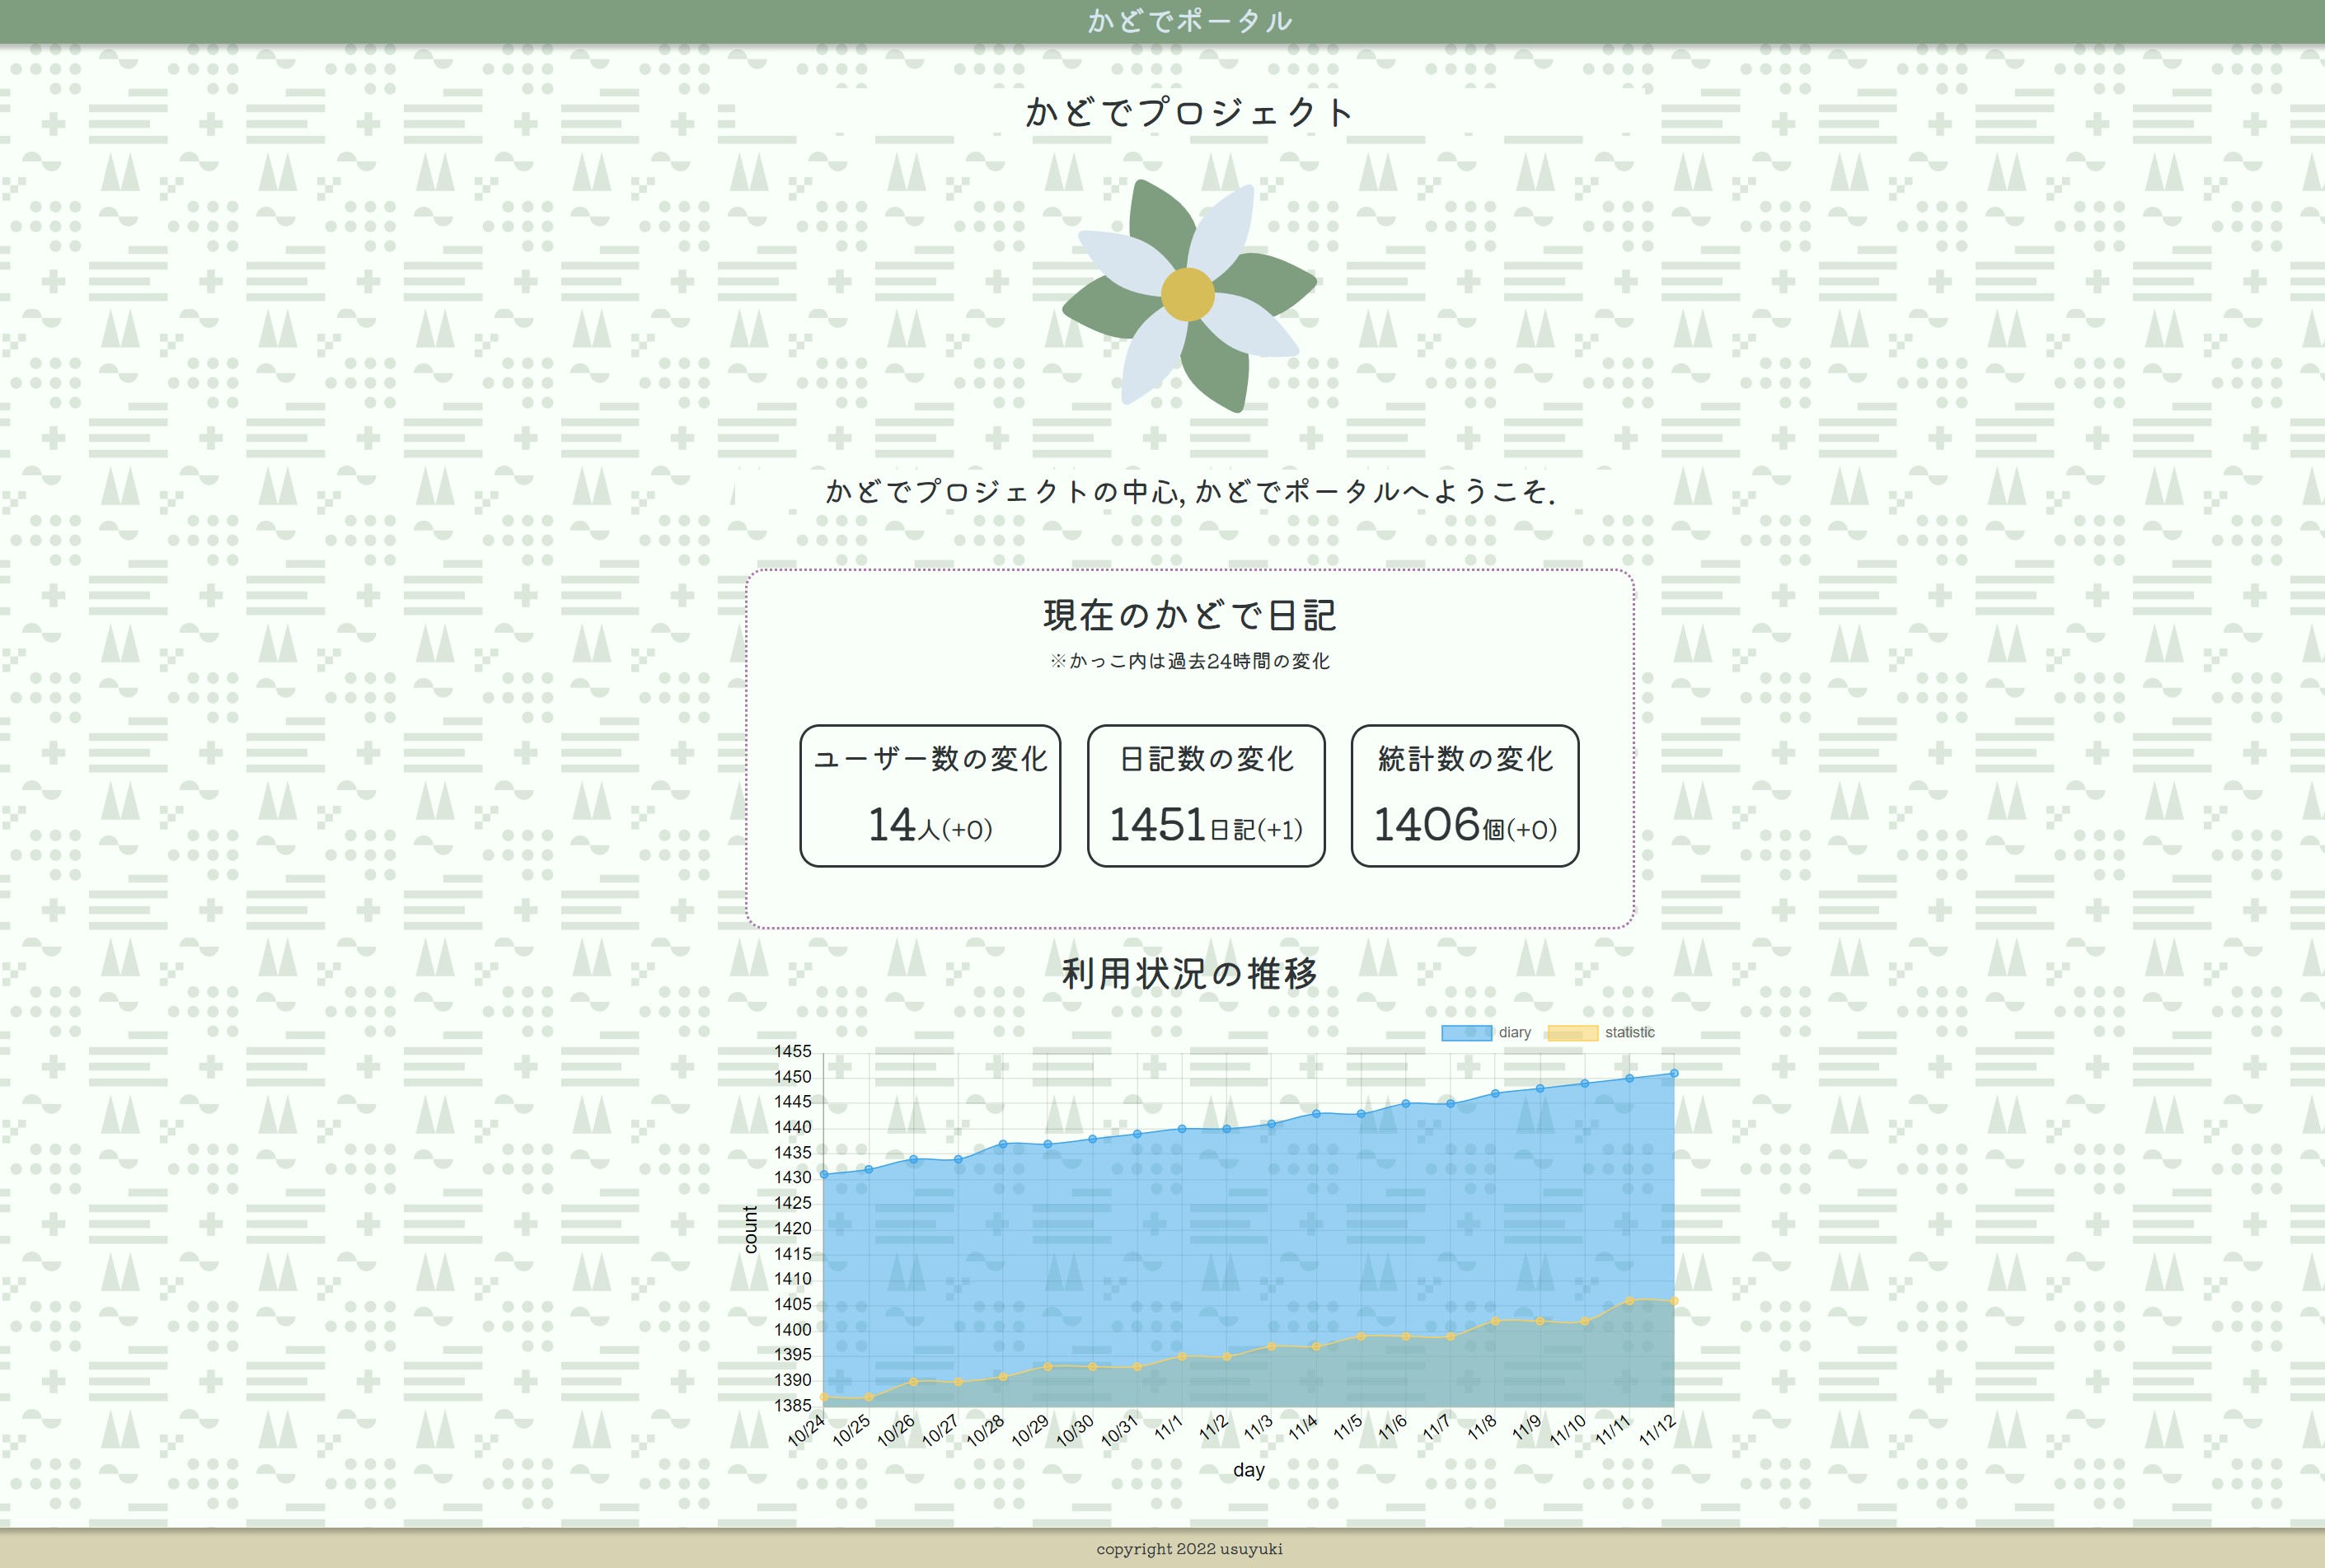 かどでポータル
かどでプロジェクト
かどでプロジェクトの中心, かどでポータルへようこそ.
現在のかどで日記
※かっこ内は過去24時間の変化
ユーザー数の変化
14人(+0)
日記数の変化
1451日記(+1)
統計数の変化
1406個(+0)
利用状況の推移
diary
statistic
1455
1450
1445
1440
1435
1430
1425
1420
1415
1410
1405
1400
1395
1390
1385
count
10/24
10/25
10/26
10/27
10/28
10/29
10/30
10/31
11/1
11/2
11/3
11/4
11/5
11/6
11/7
11/8
11/9
11/10
11/11
11/12
day
copyright 2022 usuyuki